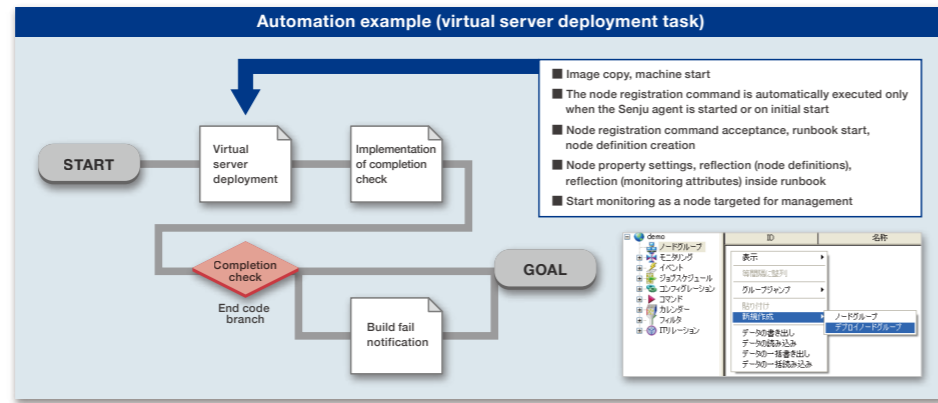 Automation example (virtual server deployment task)
■ Image copy, machine start
■ The node registration command is automatically executed only
when the Senju agent is started or on initial start
■ Node registration command acceptance, runbook start,
node definition creation
■ Node property settings, reflection (node definitions),
reflection (monitoring attributes) inside runbook
■ Start monitoring as a node targeted for management
START
Virtual
server
deployment
Implementation
of completion
check
Completion
check
End code
branch
Build fail
notification
GOAL
demo
ノードグループ
モニタリング
イベント
ジョブスケジュール
コンフィグレーション
コマンド
カレンダー
フィルタ
ITリレーション
ID
名称
表示
等間隔に整列
グループジャンプ
貼り付け
新規作成
データの書き出し
データの読み込み
データの一括書き出し
データの一括読み込み
ノードグループ
デプロイノードグループ